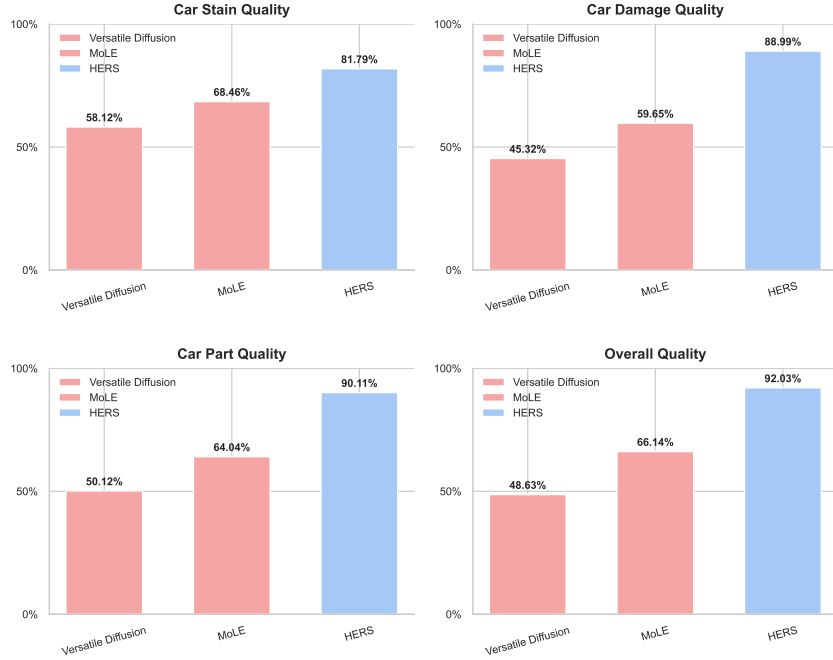 Car Stain Quality
100%
50%
0%
Versatile Diffusion
MoLE
HERS
58.12%
68.46%
81.79%
Versatile Diffusion
MoLE
HERS
Car Damage Quality
100%
50%
0%
Versatile Diffusion
MoLE
HERS
45.32%
59.65%
88.99%
Versatile Diffusion
MoLE
HERS
Car Part Quality
100%
50%
0%
Versatile Diffusion
MoLE
HERS
50.12%
64.04%
90.11%
Versatile Diffusion
MoLE
HERS
Overall Quality
100%
50%
0%
Versatile Diffusion
MoLE
HERS
48.63%
66.14%
92.03%
Versatile Diffusion
MoLE
HERS